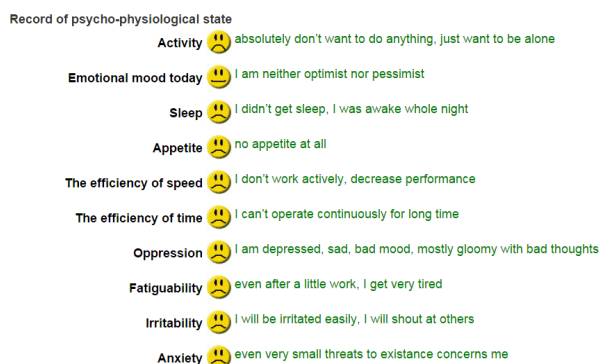 Record of psycho-physiological state
Activity absolutely don't want to do anything, just want to be alone
Emotional mood today I am neither optimist nor pessimist
Sleep I didn't get sleep, I was awake whole night
Appetite no appetite at all
The efficiency of speed I don't work actively, decrease performance
The efficiency of time I can't operate continuously for long time
Oppression I am depressed, sad, bad mood, mostly gloomy with bad thoughts
Fatiguability even after a little work, I get very tired
Irritability I will be irritated easily, I will shout at others
Anxiety even very small threats to existance concerns me